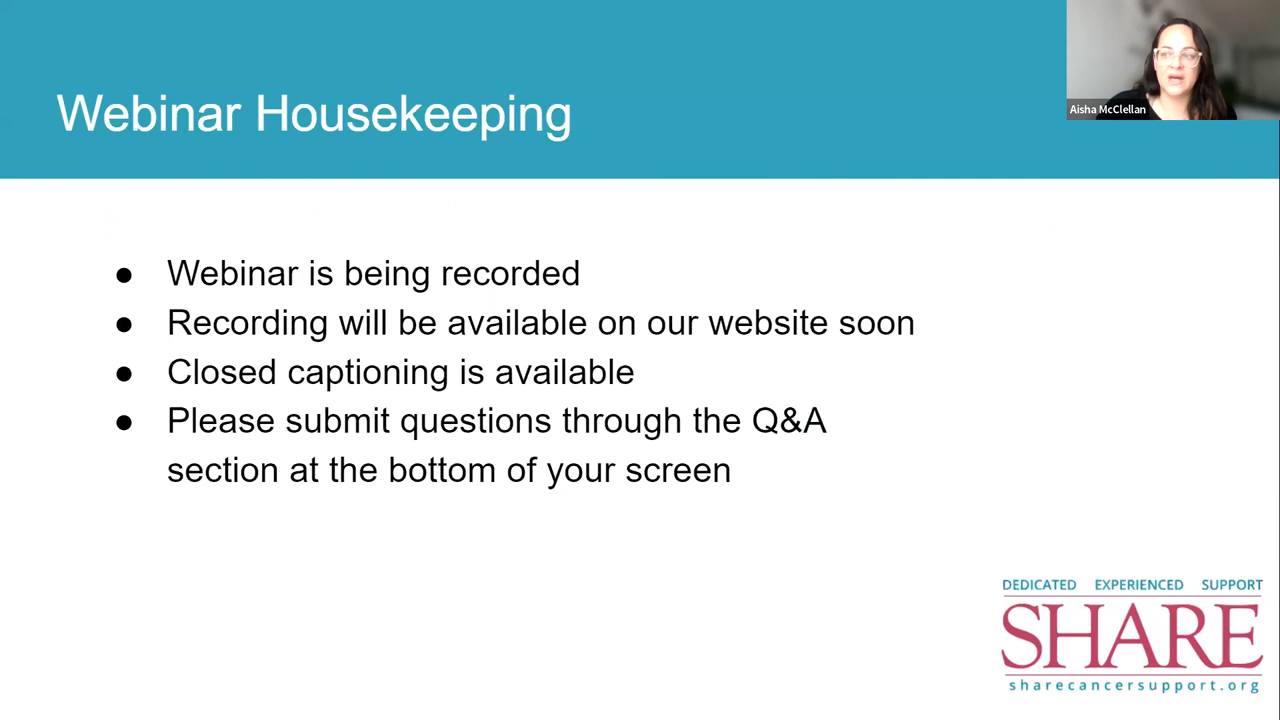 Webinar Housekeeping
Aisha McClellan
● Webinar is being recorded
● Recording will be available on our website soon
● Closed captioning is available
● Please submit questions through the Q&A
section at the bottom of your screen
DEDICATED EXPERIENCED SUPPORT
SHARE
sharecancersupport.org